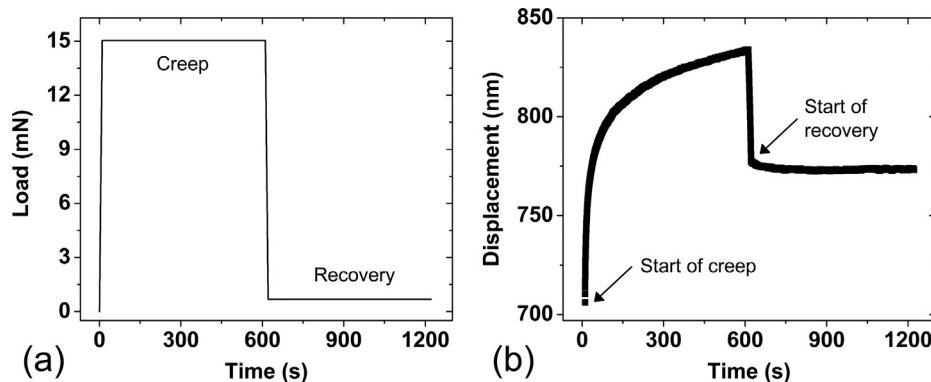 15
12
9
6
3
0
Load (mN)
Creep
Recovery
0 300 600 900 1200
Time (s)
(a)
850
800
750
700
Displacement (nm)
Start of
recovery
Start of creep
0 300 600 900 1200
Time (s)
(b)